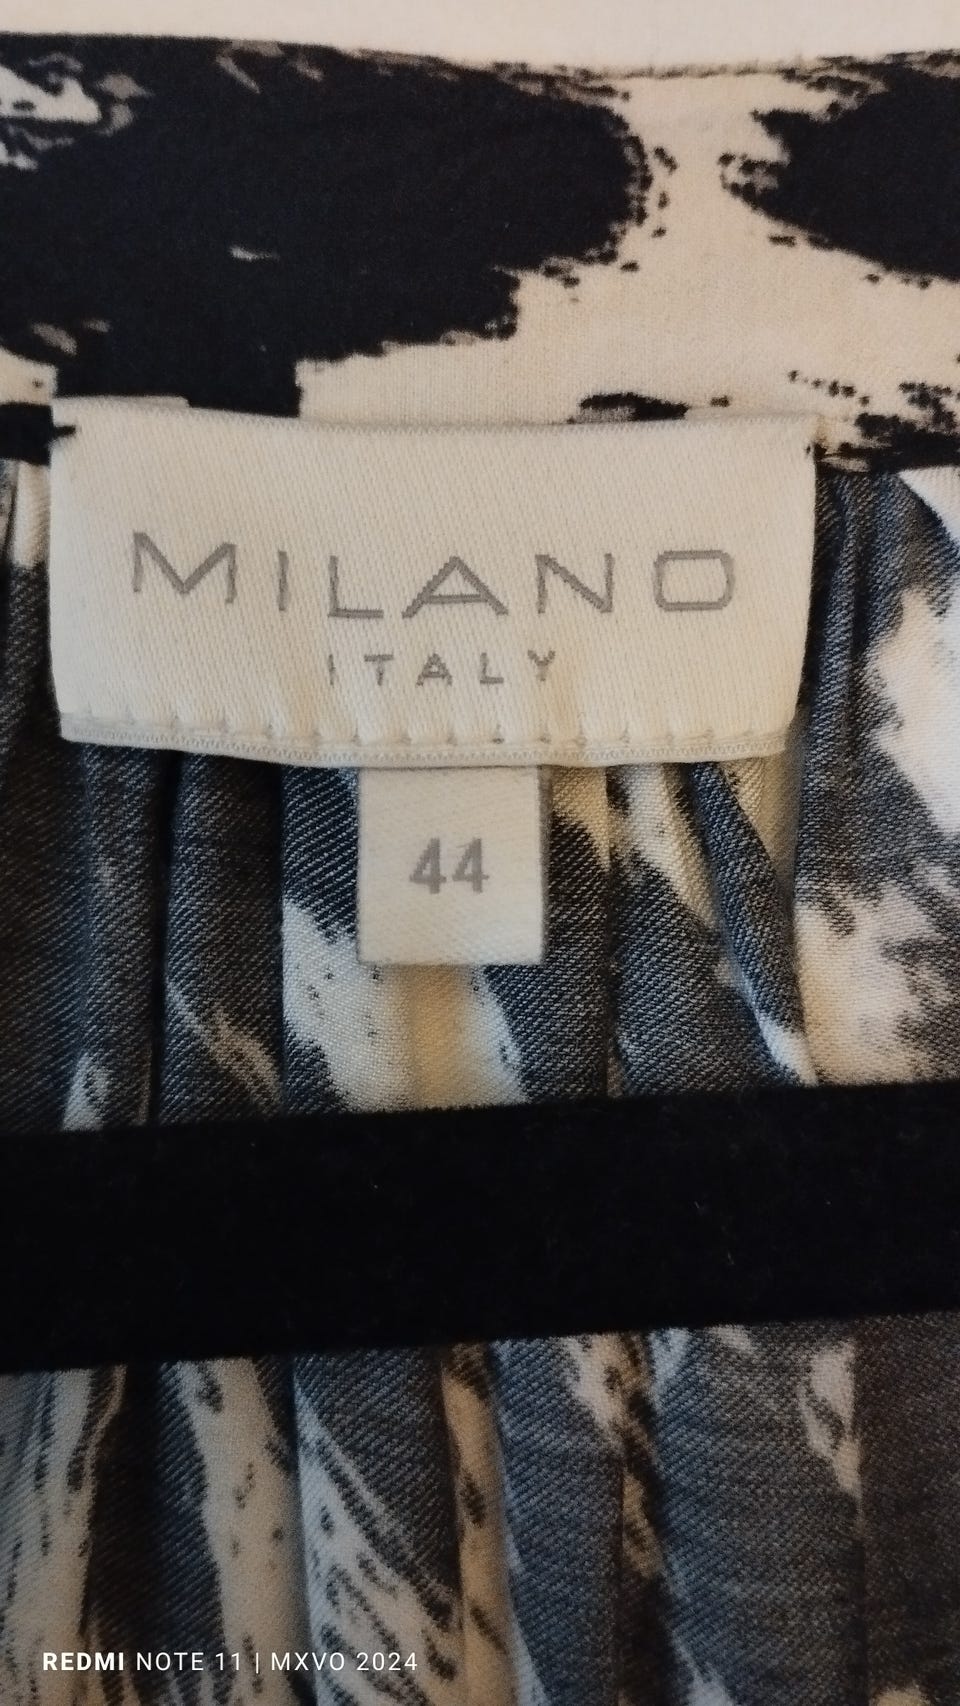 MILANO
ITALY
44
REDMI NOTE 11 | MXVO 2024